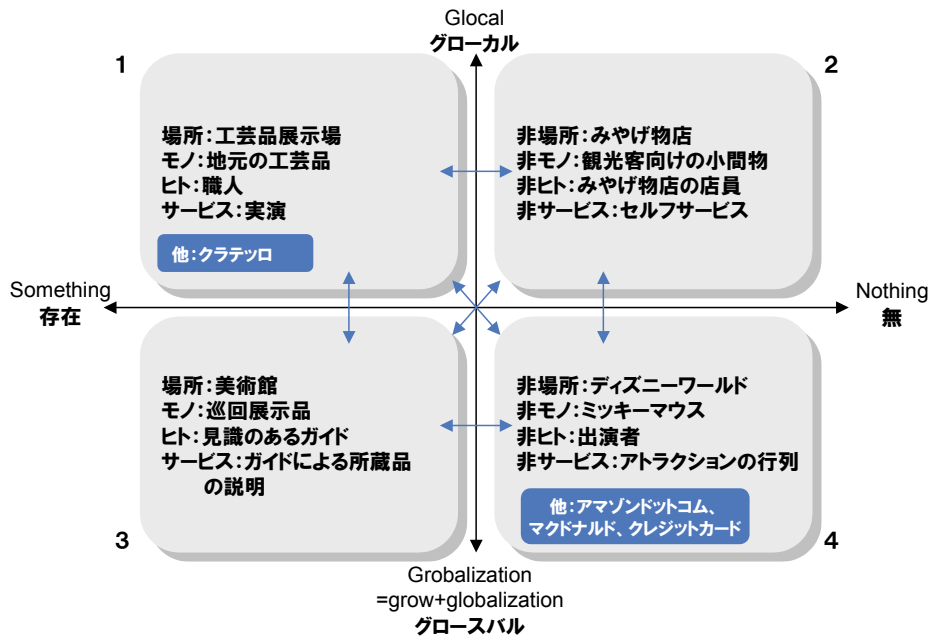 Glocal
グローカル
1
2
場所：工芸品展示場
モノ：地元の工芸品
ヒト：職人
サービス：実演
他：クラテッロ
非場所：みやげ物店
非モノ：観光客向けの小間物
非ヒト：みやげ物店の店員
非サービス：セルフサービス
Something
存在
Nothing
無
場所：美術館
モノ：巡回展示品
ヒト：見識のあるガイド
サービス：ガイドによる所蔵品
の説明
非場所：ディズニーワールド
非モノ：ミッキーマウス
非ヒト：出演者
非サービス：アトラクションの行列
他：アマゾンドットコム、
マクドナルド、クレジットカード
3
4
Grobalization
=grow+globalization
グロースバル